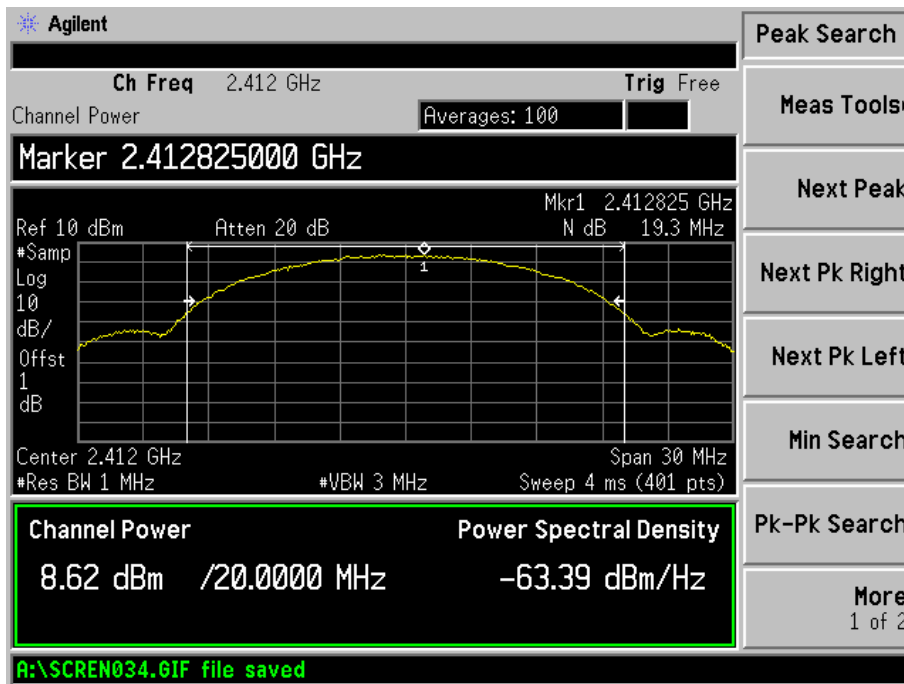 Agilent
Peak Search
Ch Freq 2.412 GHz Trig Free
Channel Power Averages: 100
Meas Tools
Marker 2.412825000 GHz
Next Peak
Mkr1 2.412825 GHz
Ref 10 dBm Atten 20 dB N dB 19.3 MHz
#Samp
Log
10
dB/
Offst
1
dB
1
Next Pk Right
Next Pk Left
Center 2.412 GHz Span 30 MHz
#Res BW 1 MHz #VBW 3 MHz Sweep 4 ms (401 pts)
Min Search
Channel Power Power Spectral Density
8.62 dBm /20.0000 MHz -63.39 dBm/Hz
Pk-Pk Search
More
1 of 2
A:\SCREN034.GIF file saved